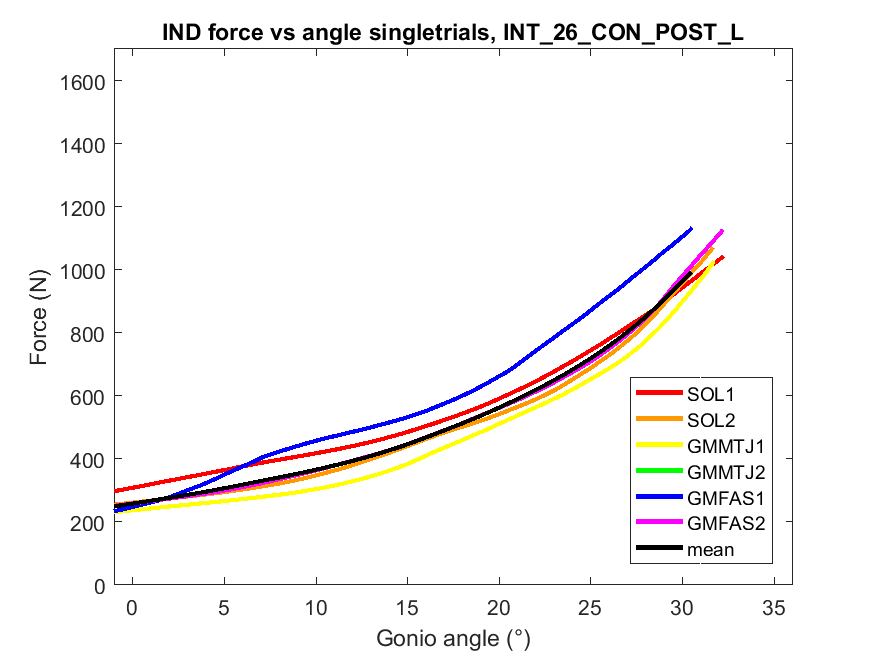 IND force vs angle singletrials, INT_26_CON_POST_L
1600
1400
1200
1000
800
600
400
200
0
Force (N)
SOL1
SOL2
GMMTJ1
GMMTJ2
GMFAS1
GMFAS2
mean
0 5 10 15 20 25 30 35
Gonio angle (°)